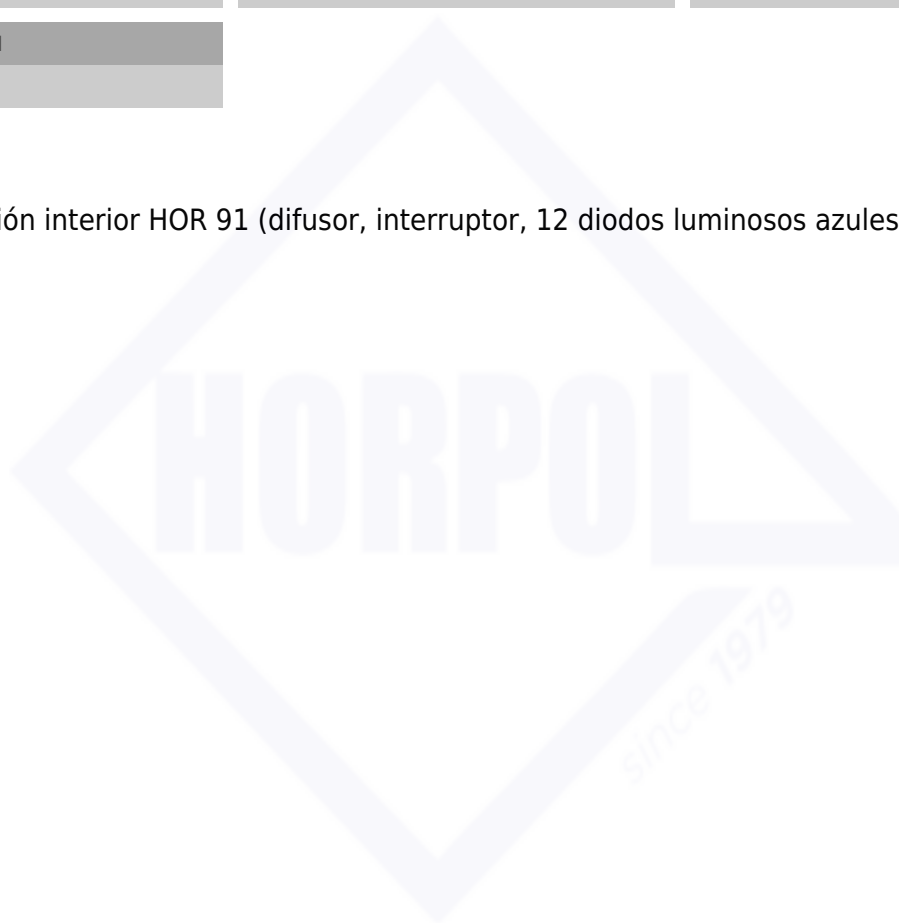 ión interior HOR 91 (difusor, interruptor, 12 diodos luminosos azules
HORPOL
since 1979